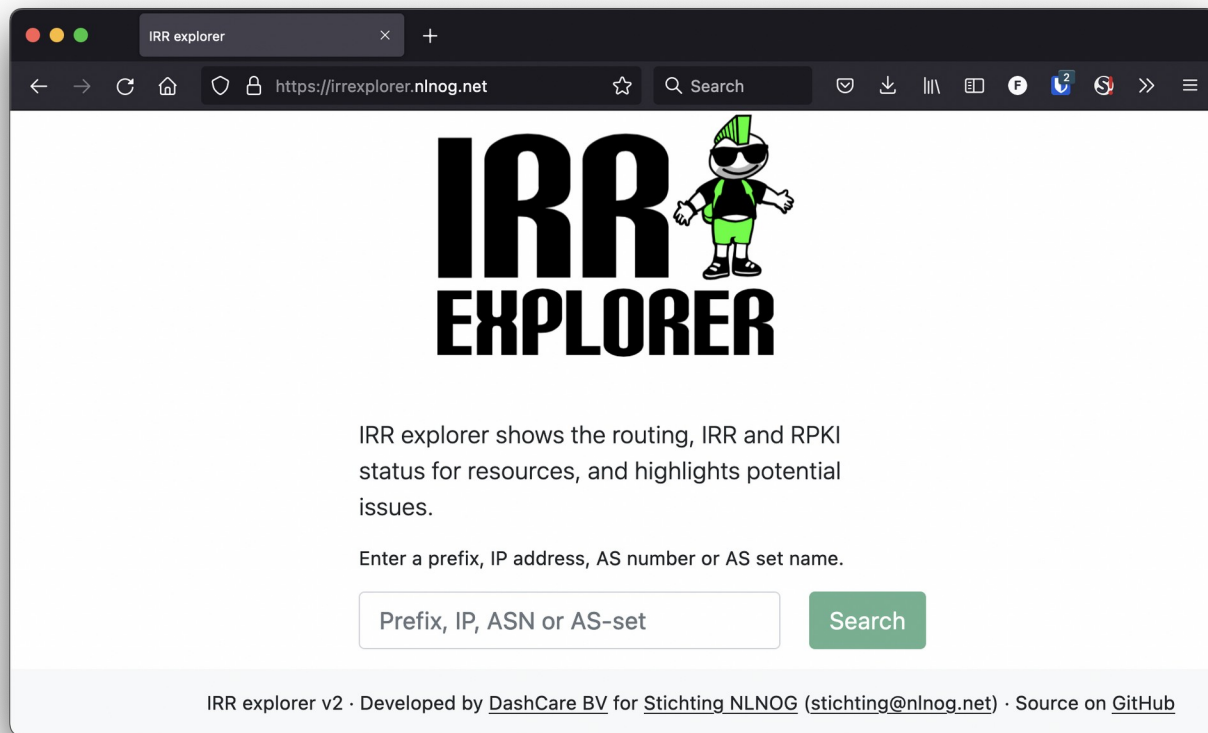 IRR explorer
https://irrexplorer.nlnog.net
Search
F
2
S
IRR
EXPLORER
IRR explorer shows the routing, IRR and RPKI
status for resources, and highlights potential
issues.
Enter a prefix, IP address, AS number or AS set name.
Prefix, IP, ASN or AS-set
Search
IRR explorer v2 · Developed by DashCare BV for Stichting NLNOG (stichting@nlnog.net) · Source on GitHub